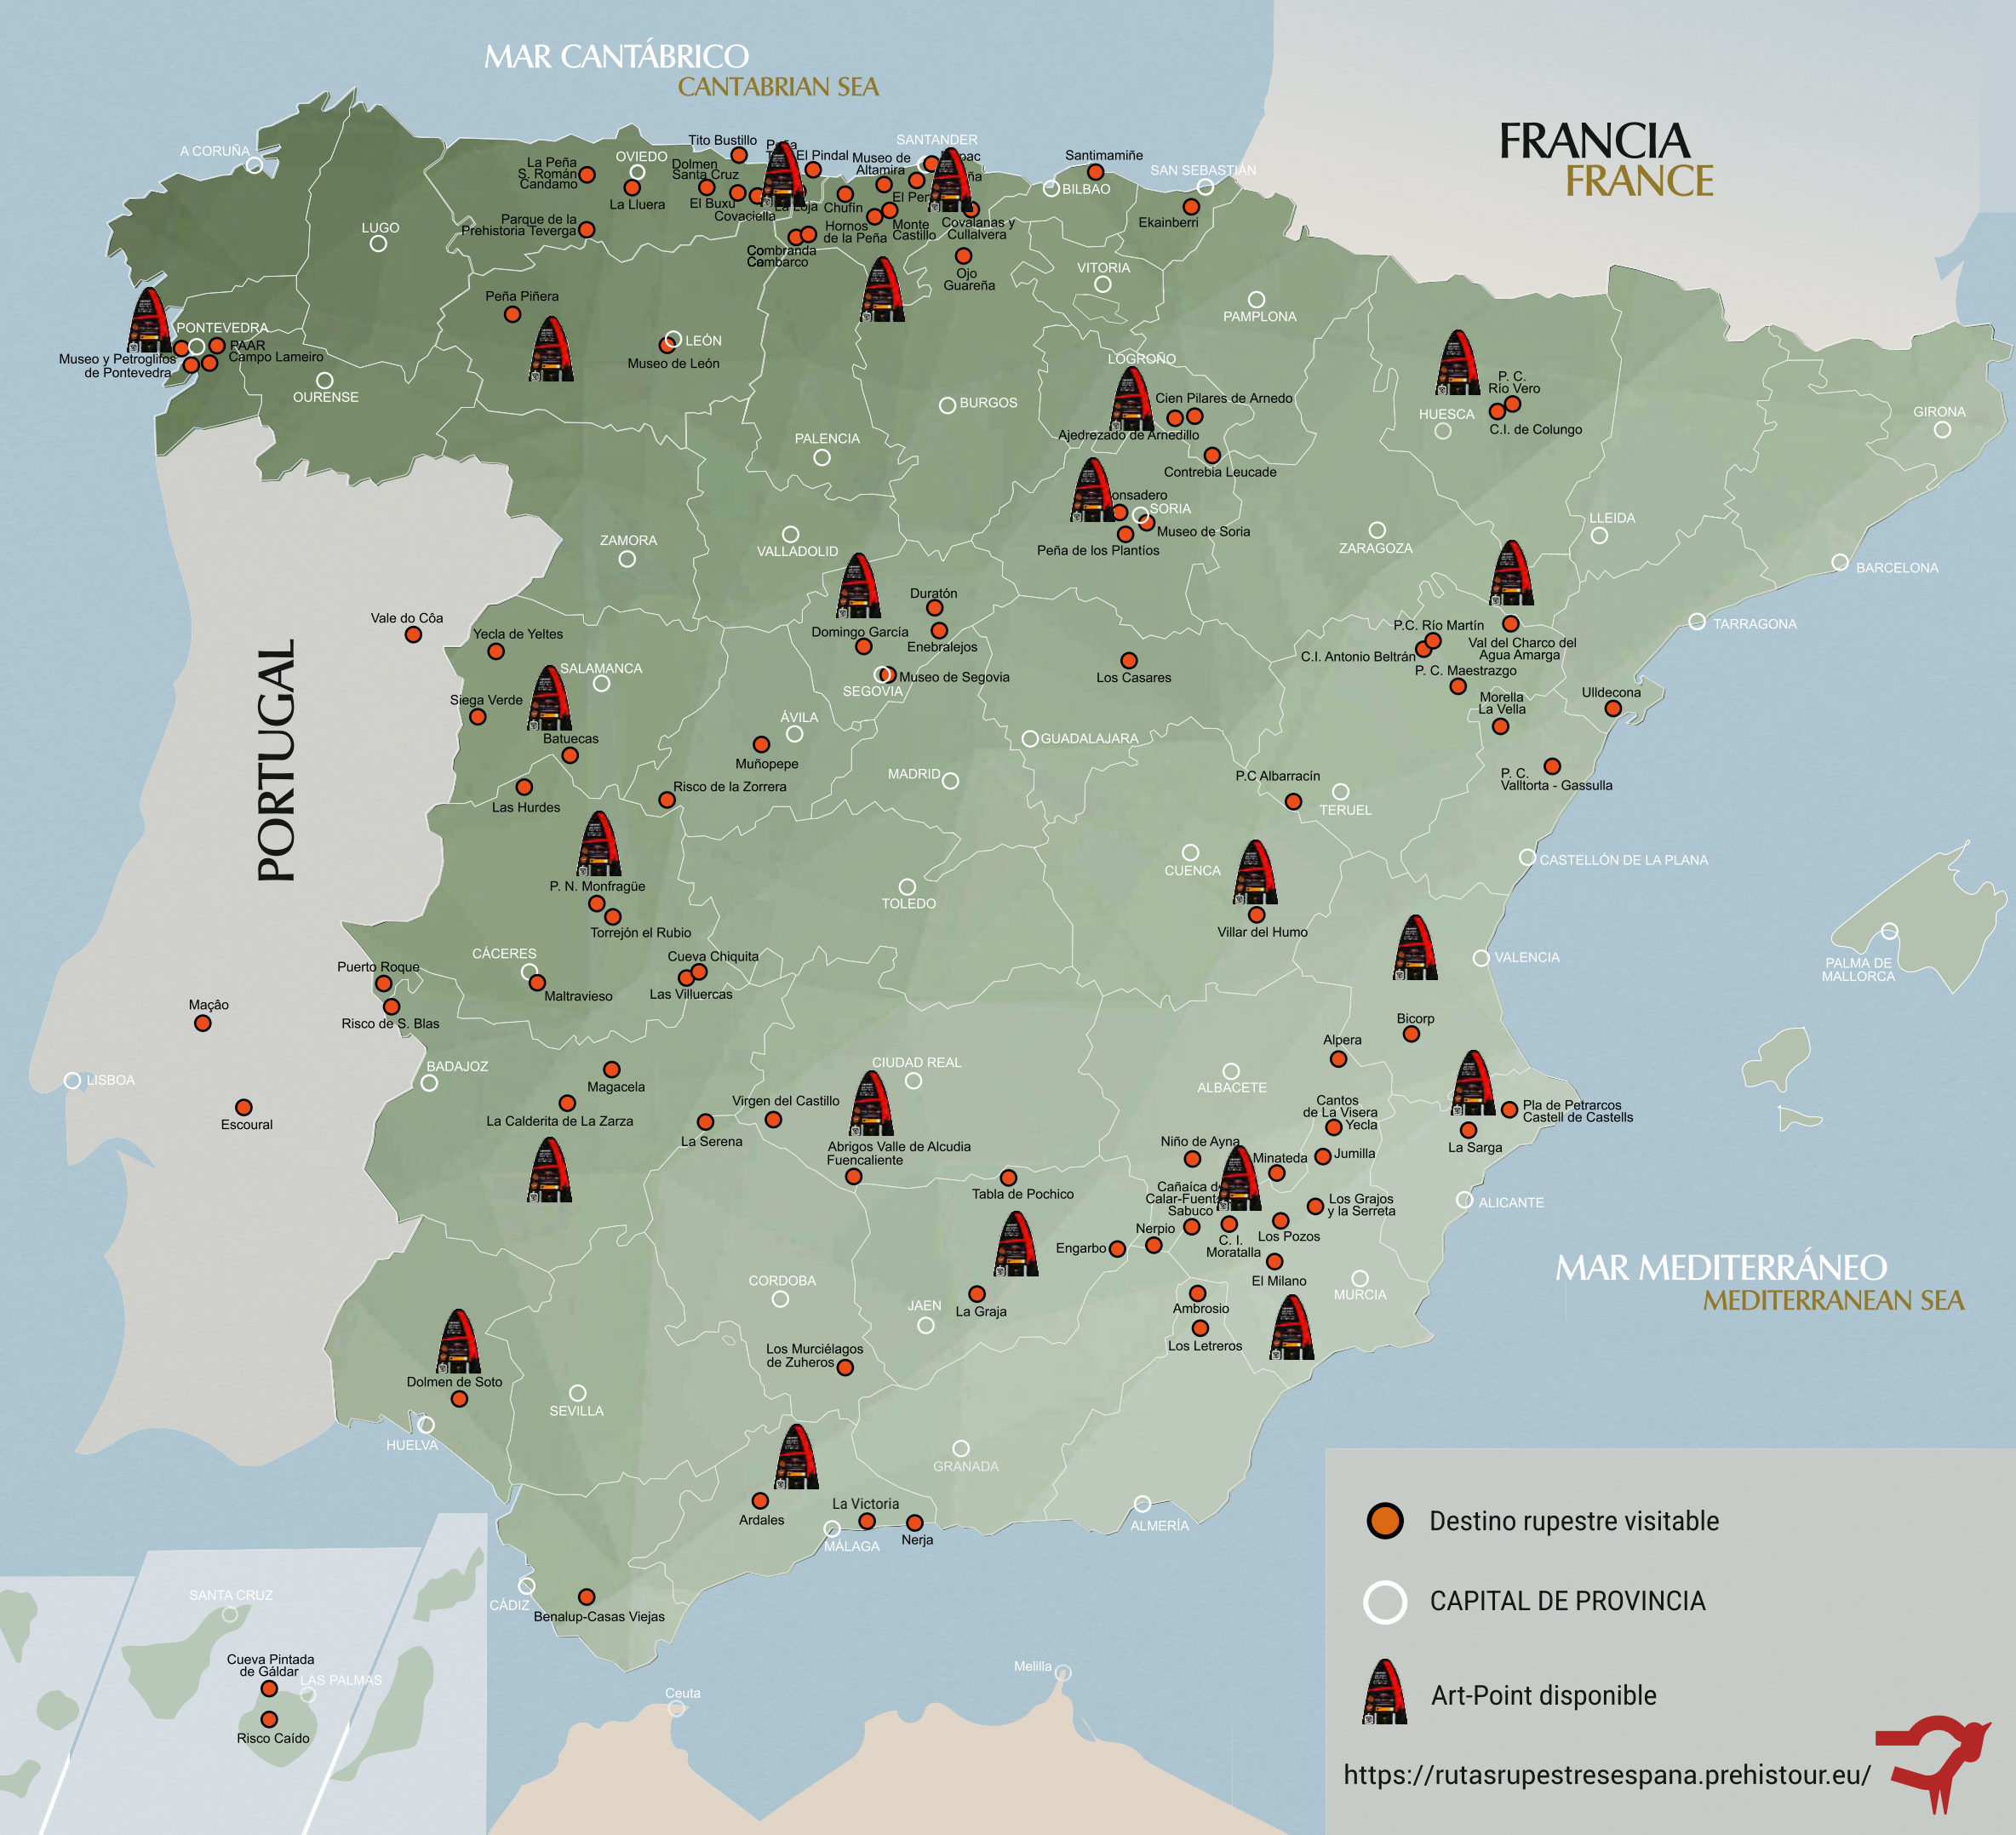 MAR CANTÁBRICO
CANTABRIAN SEA
FRANCIA
FRANCE
PORTUGAL
MAR MEDITERRÁNEO
MEDITERRANEAN SEA
A CORUÑA
LUGO
La Peña
S. Román
Candamo
OVIEDO
La Lluera
Parque de la
Prehistoria Teverga
Tito Bustillo
Dolmen
Santa Cruz
El Buxu
Covaciella
El Pindal
La Loja
Chufín
Museo de
Altamira
SANTANDER
Hornos
de la Peña
Monte
Castillo
Covalanas y
Cullalvera
Ojo
Guareña
Santimamiñe
BILBAO
SAN SEBASTIÁN
Ekainberri
VITORIA
PAMPLONA
PONTEVEDRA
PAAR
Campo Lameiro
Museo y Petroglifos
de Pontevedra
OURENSE
Peña Piñera
LEÓN
Museo de León
BURGOS
PALENCIA
LOGROÑO
Cien Pilares de Arnedo
Ajedrezado de Arnedillo
Contrebia Leucade
SORIA
Museo de Soria
Peña de los Plantíos
P. C.
Río Vero
HUESCA
C.I. de Colungo
GIRONA
LLEIDA
ZARAGOZA
BARCELONA
TARRAGONA
ZAMORA
VALLADOLID
Duratón
Domingo García
Enebralejos
Museo de Segovia
SEGOVIA
Los Casares
Vale do Côa
Yecla de Yeltes
SALAMANCA
Siega Verde
Batuecas
Las Hurdes
ÁVILA
Muñopepe
Risco de la Zorrera
GUADALAJARA
MADRID
P.C. Río Martín
C.I. Antonio Beltrán
Val del Charco del
Agua Amarga
P. C. Maestrazgo
Morella
La Vella
Ulldecona
P. C.
Valltorta - Gassulla
P.C Albarracín
TERUEL
CUENCA
CASTELLÓN DE LA PLANA
Villar del Humo
P. N. Monfragüe
Torrejón el Rubio
TOLEDO
CÁCERES
Maltravieso
Cueva Chiquita
Las Villuercas
Puerto Roque
Risco de S. Blas
Maçâo
Escoural
LISBOA
BADAJOZ
Magacela
La Calderita de La Zarza
La Serena
Virgen del Castillo
CIUDAD REAL
Abrigos Valle de Alcudia
Fuencaliente
Tabla de Pochico
VALENCIA
PALMA DE
MALLORCA
Bicorp
Alpera
ALBACETE
Cantos
de La Visera
Yecla
Pla de Petrarcos
Castell de Castells
La Sarga
Niño de Ayna
Minateda
Jumilla
Sabuco
Los Grajos
y la Serreta
Los Pozos
C. I.
Moratalla
Nerpio
Engarbo
El Milano
ALICANTE
MURCIA
La Graja
Ambrosio
Los Letreros
CORDOBA
JAEN
Los Murciélagos
de Zuheros
Dolmen de Soto
SEVILLA
HUELVA
GRANADA
Ardales
La Victoria
MÁLAGA
Nerja
ALMERÍA
CÁDIZ
Benalup-Casas Viejas
SANTA CRUZ
Cueva Pintada
de Gáldar
LAS PALMAS
Risco Caído
Ceuta
Melilla
Destino rupestre visitable
CAPITAL DE PROVINCIA
Art-Point disponible
https://rutasrupestresespana.prehistour.eu/